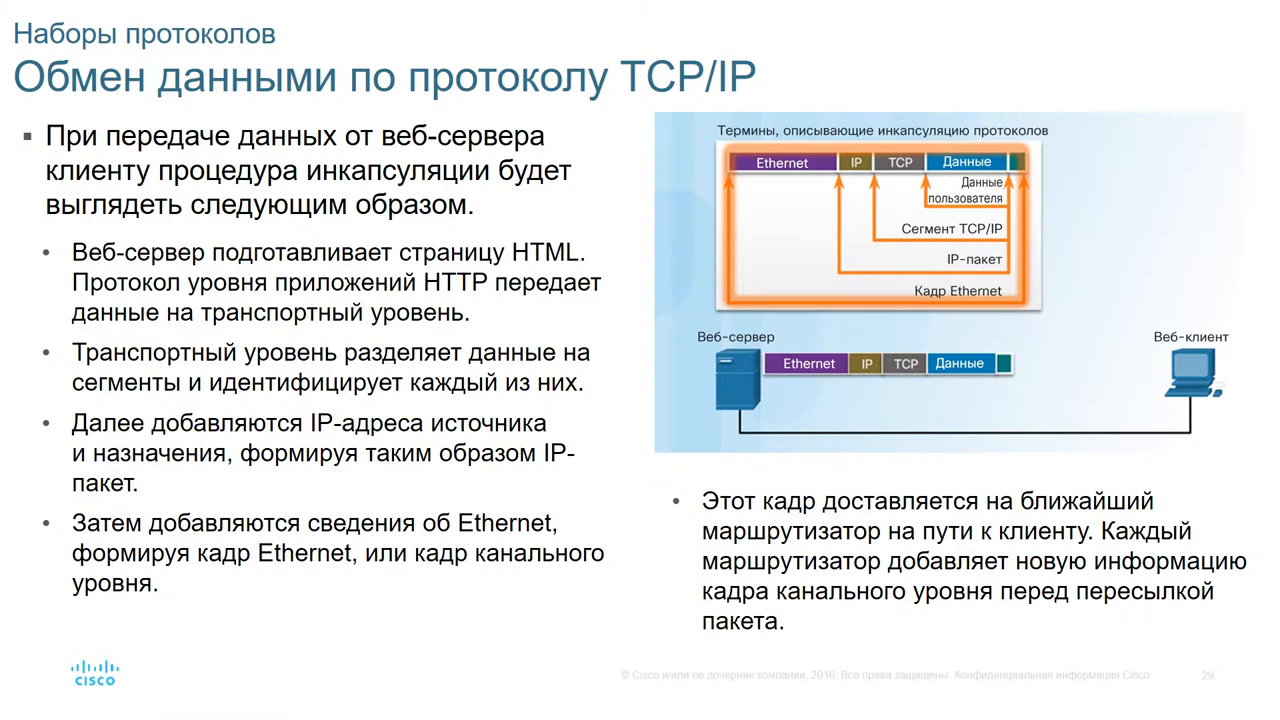 Наборы протоколов
Обмен данными по протоколу TCP/IP
При передаче данных от веб-сервера
клиенту процедура инкапсуляции будет
выглядеть следующим образом.
Веб-сервер подготавливает страницу HTML.
Протокол уровня приложений HTTP передает
данные на транспортный уровень.
Транспортный уровень разделяет данные на
сегменты и идентифицирует каждый из них.
Далее добавляются IP-адреса источника
и назначения, формируя таким образом IP-
пакет.
Затем добавляются сведения об Ethernet,
формируя кадр Ethernet, или кадр канального
уровня.
Термины, описывающие инкапсуляцию протоколов
Ethernet IP TCP Данные
Данные
пользователя
Сегмент TCP/IP
IP-пакет
Кадр Ethernet
Веб-сервер Веб-клиент
Ethernet IP TCP Данные
Этот кадр доставляется на ближайший
маршрутизатор на пути к клиенту. Каждый
маршрутизатор добавляет новую информацию
кадра канального уровня перед пересылкой
пакета.
CISCO
© Cisco и/или ее дочерние компании, 2016. Все права защищены. Конфиденциальная информация Cisco
29